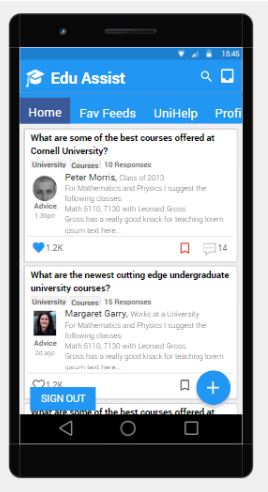 15:45
Edu Assist
Home Fav Feeds UniHelp Profi
What are some of the best courses offered at
Cornell University?
University Courses | 10 Responses
Peter Morris, Class of 2013
For Mathematics and Physics I suggest the
following classes:
Math 6110, 7130 with Leonard Gross.
Gross has a really good knack for teaching lorem
ipsum text here...
Advice
1:30pm
1.2K
14
What are the newest cutting edge undergraduate
university courses?
University Courses | 15 Responses
Margaret Garry, Works at a University
For Mathematics and Physics I suggest the
following classes:
Math 6110, 7130 with Leonard Gross.
Gross has a really good knack for teaching lorem
ipsum text here...
Advice
2d ago
1.2K
+
SIGN OUT
What are some of the best courses offered at